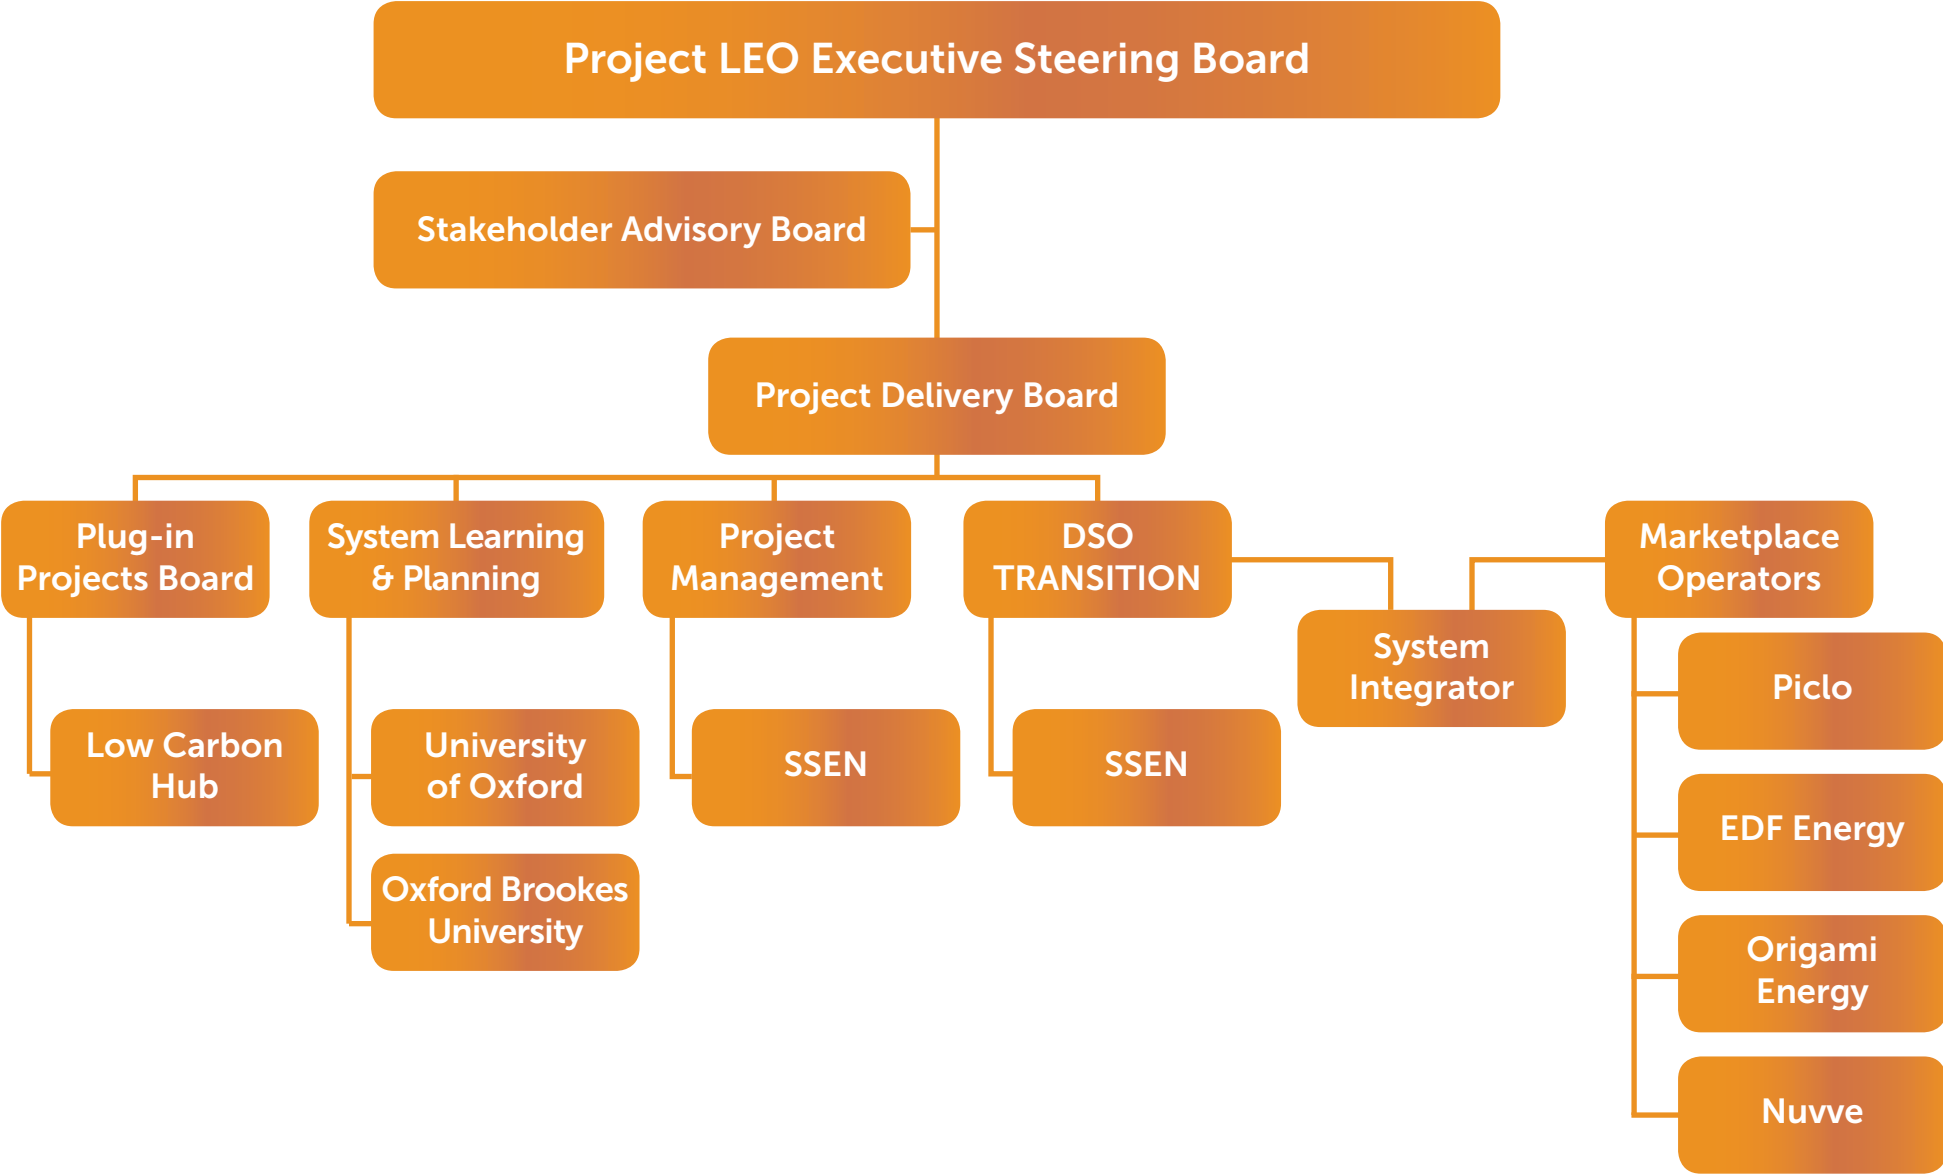 Project LEO Executive Steering Board
Stakeholder Advisory Board
Project Delivery Board
Plug-in
Projects Board
System Learning
& Planning
Project
Management
DSO
TRANSITION
Marketplace
Operators
System
Integrator
Piclo
Low Carbon
Hub
University
of Oxford
SSEN
SSEN
EDF Energy
Oxford Brookes
University
Origami
Energy
Nuvve